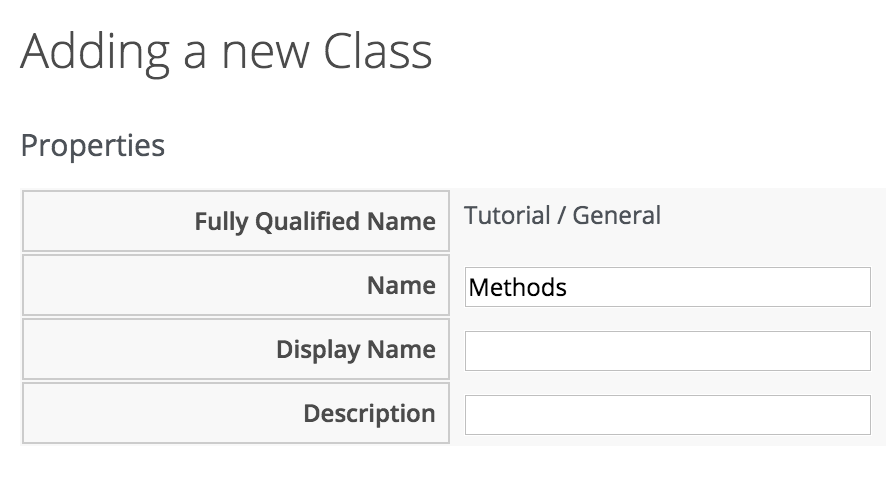 Adding a new Class
Properties
Fully Qualified Name Tutorial / General
Name Methods
Display Name
Description